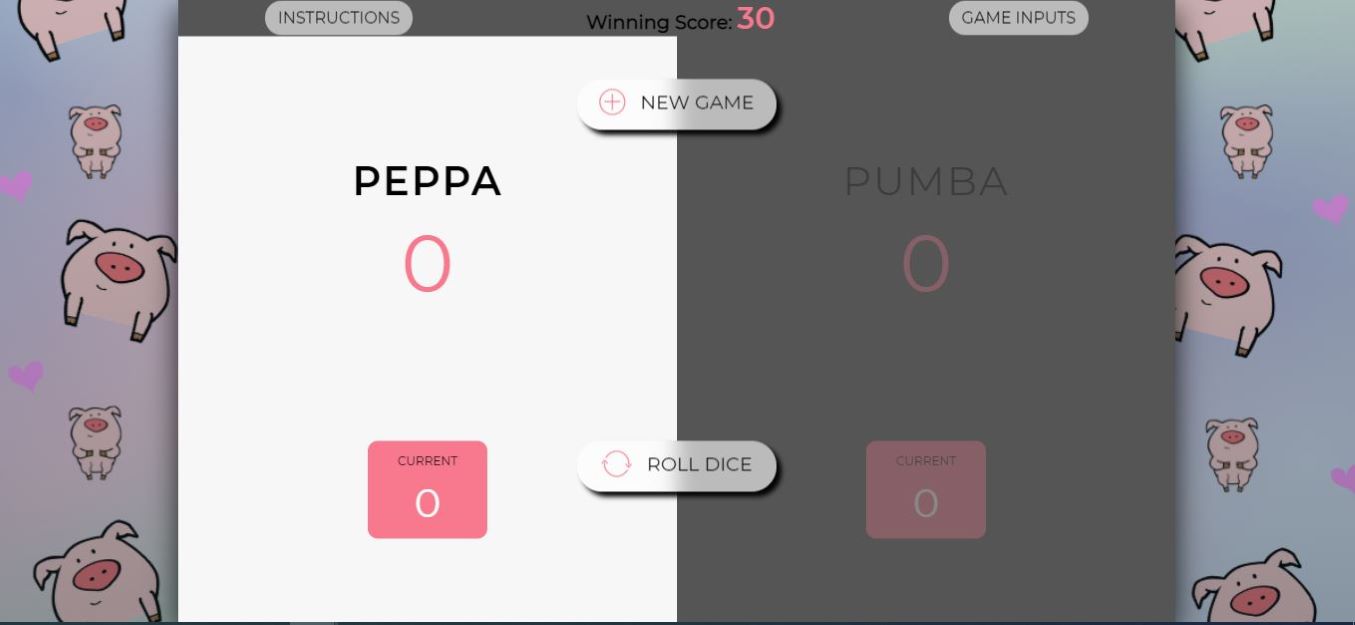 INSTRUCTIONS
Winning Score: 30
GAME INPUTS
NEW GAME
PEPPA
PUMBA
0
0
ROLL DICE
CURRENT
CURRENT
0
0